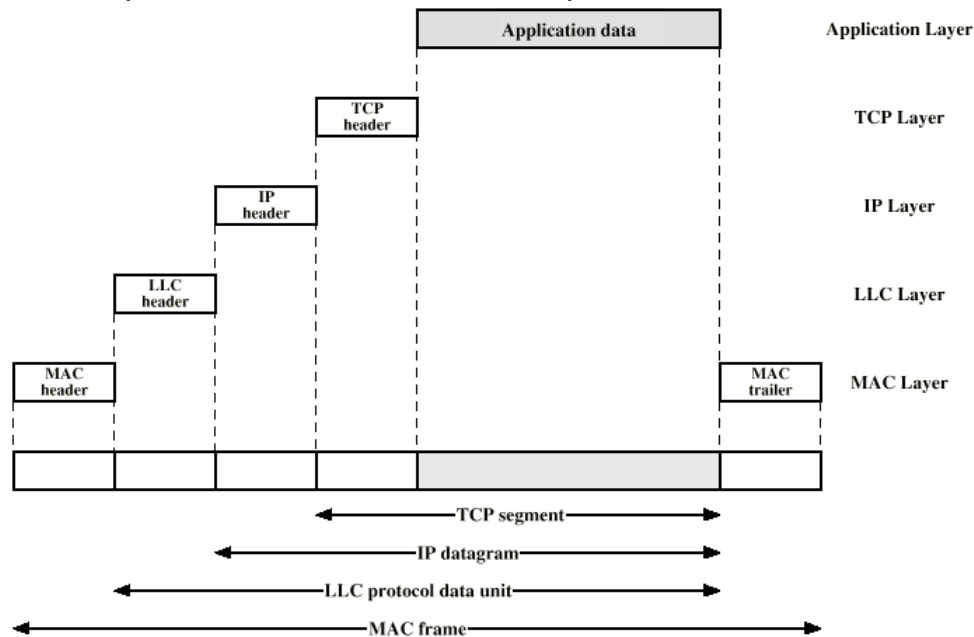 Application data
Application Layer
TCP
header
TCP Layer
IP
header
IP Layer
LLC
header
LLC Layer
MAC
header
MAC
trailer
MAC Layer
TCP segment
IP datagram
LLC protocol data unit
MAC frame